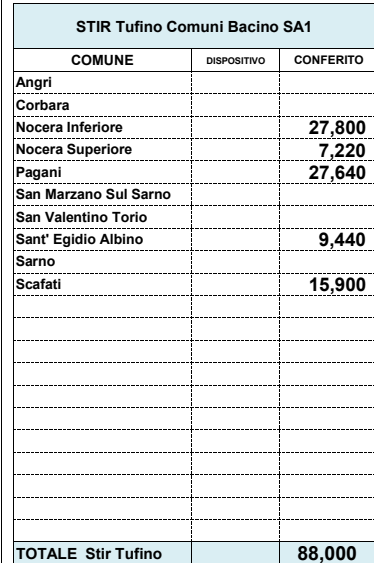 STIR Tufino Comuni Bacino SA1
COMUNE DISPOSITIVO CONFERITO
Angri
Corbara
Nocera Inferiore 27,800
Nocera Superiore 7,220
Pagani 27,640
San Marzano Sul Sarno
San Valentino Torio
Sant' Egidio Albino 9,440
Sarno
Scafati 15,900
TOTALE Stir Tufino 88,000